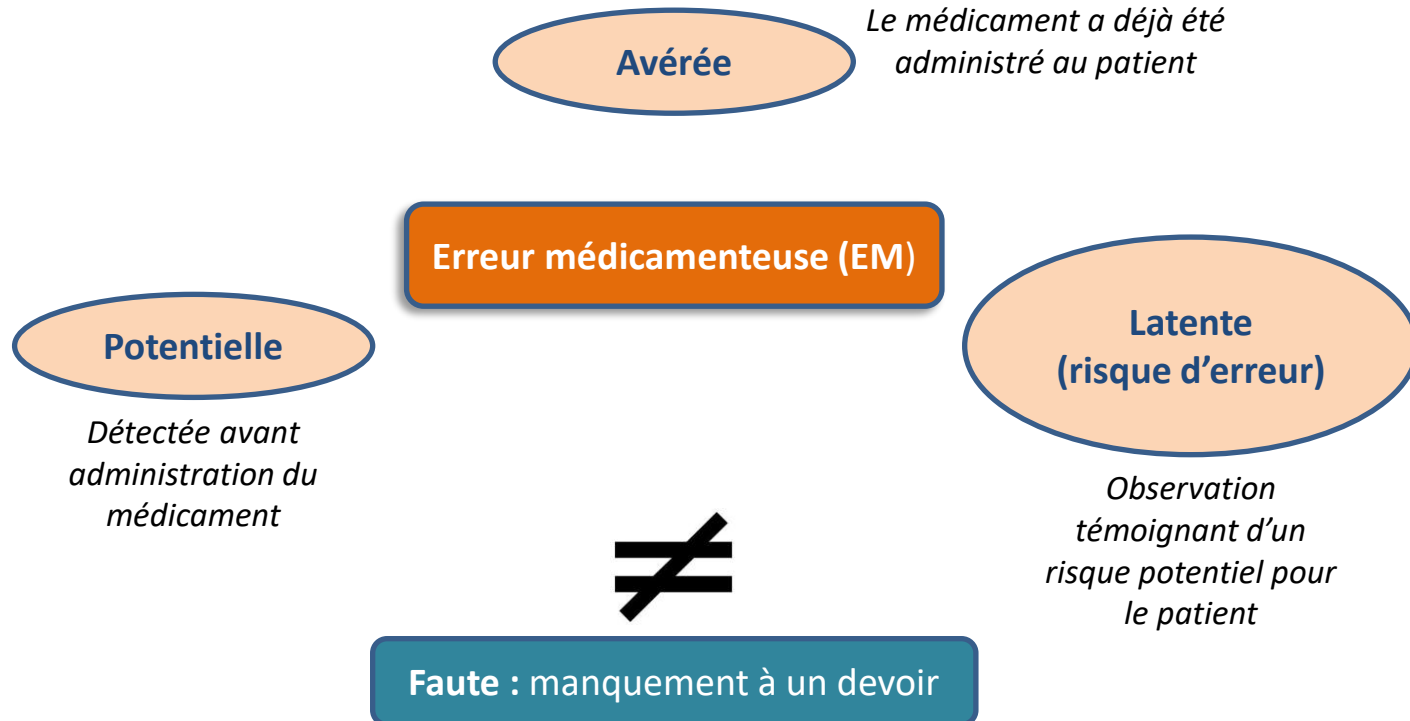 Avérée
Le médicament a déjà été
administré au patient
Erreur médicamenteuse (EM)
Potentielle
Détectée avant
administration du
médicament
Latente
(risque d'erreur)
Observation
témoignant d'un
risque potentiel pour
le patient
≠
Faute : manquement à un devoir